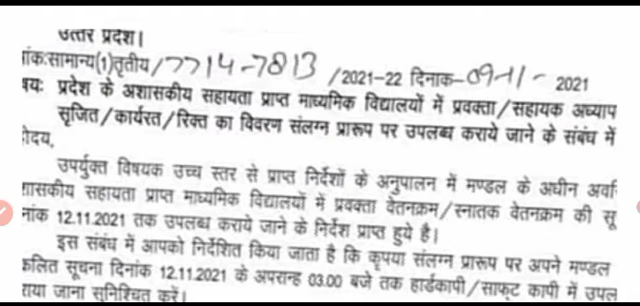 उत्तर प्रदेश।
ांक:सामान्य(1)तृतीय/7714-7813/2021-22 दिनांक-09-11-2021
षयः प्रदेश के अशासकीय सहायता प्राप्त माध्यमिक विद्यालयों में प्रवक्ता/सहायक अध्याप
सृजित/कार्यरत/रिक्त का विवरण संलग्न प्रारूप पर उपलब्ध कराये जाने के संबंध में
ोदय,
उपर्युक्त विषयक उच्च स्तर से प्राप्त निर्देशों के अनुपालन में मण्डल के अधीन अर्वा
शासकीय सहायता प्राप्त माध्यमिक विद्यालयों में प्रवक्ता वेतनक्रम/स्नातक वेतनक्रम की सू
नांक 12.11.2021 तक उपलब्ध कराये जाने के निर्देश प्राप्त हुये है।
इस संबंध में आपको निर्देशित किया जाता है कि कृपया संलग्न प्रारूप पर अपने मण्डल
कलित सूचना दिनांक 12.11.2021 के अपरान्ह 03.00 बजे तक हार्डकापी/साफ्ट कापी में उपल
राया जाना सुनिश्चित करें।